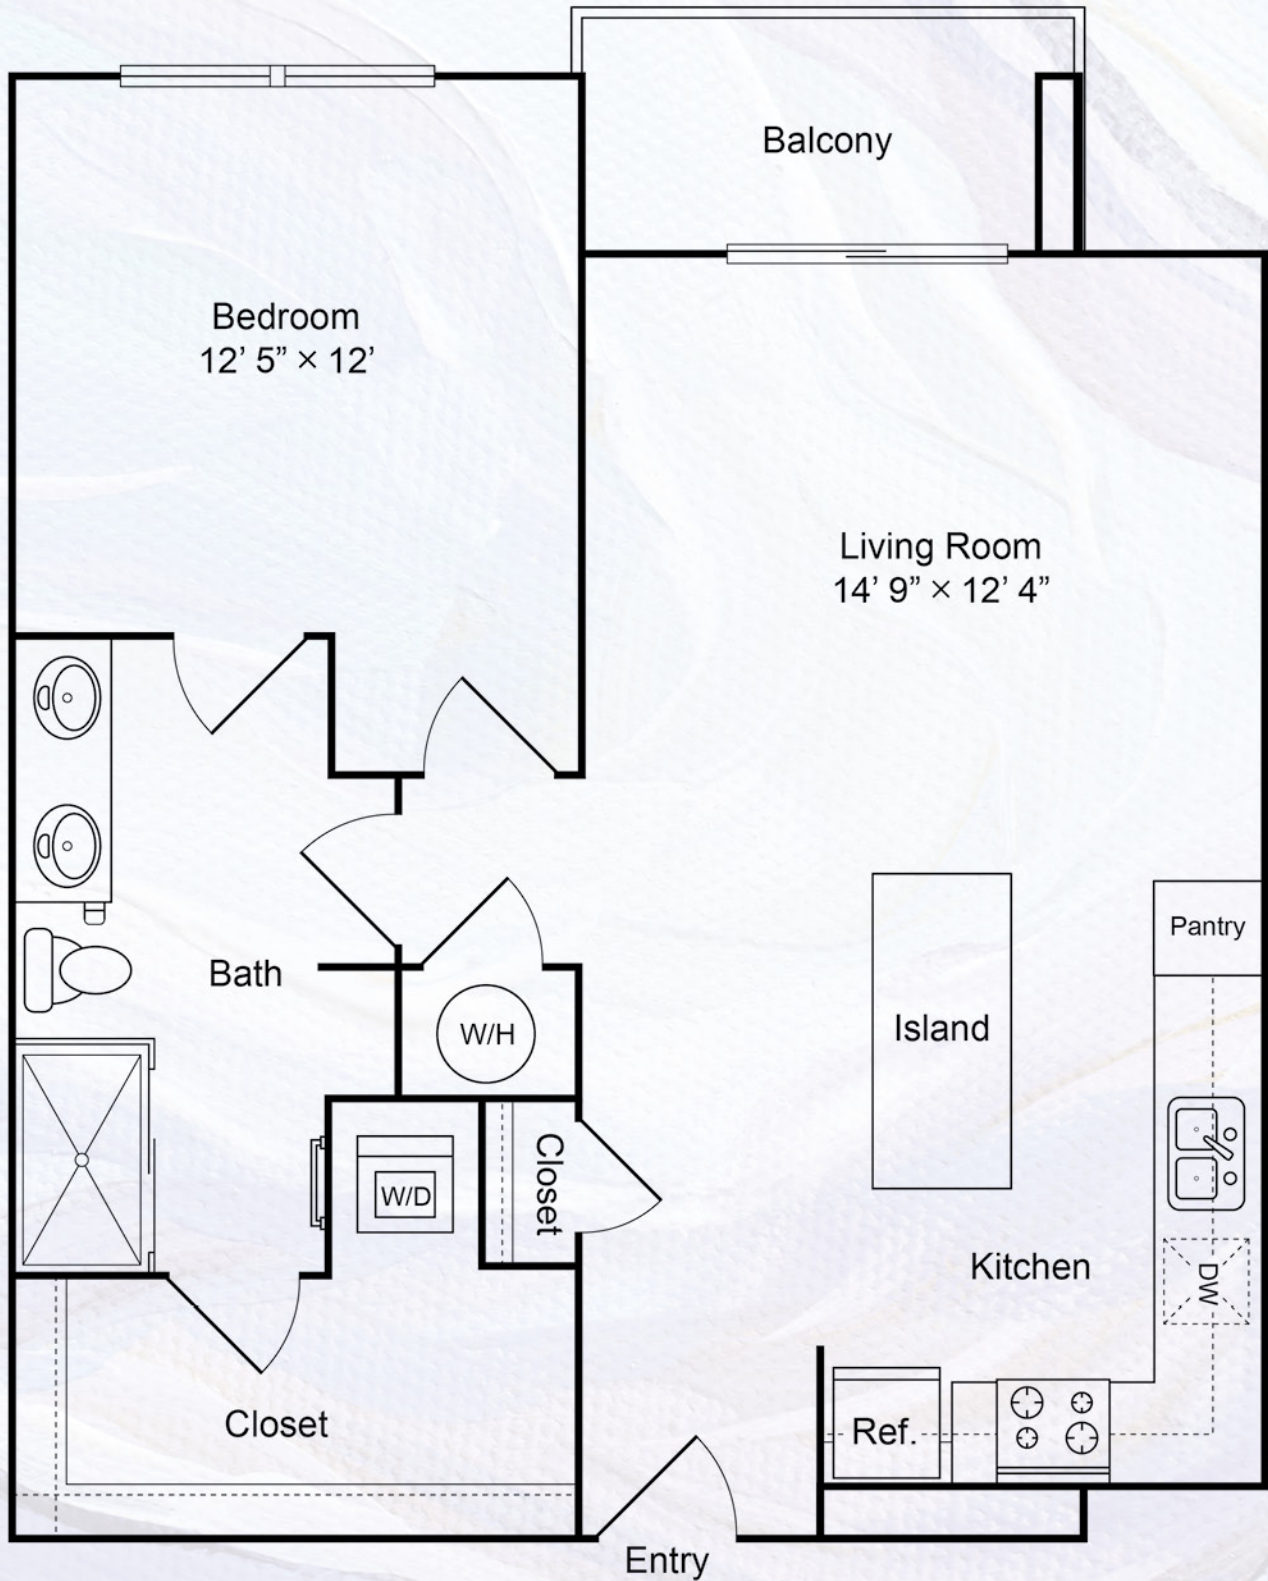 Balcony
Bedroom
12’ 5” × 12’
Living Room
14’ 9” × 12’ 4”
Pantry
Bath
Island
W/H
Closet
W/D
Kitchen
DW
Closet
Ref.
Entry